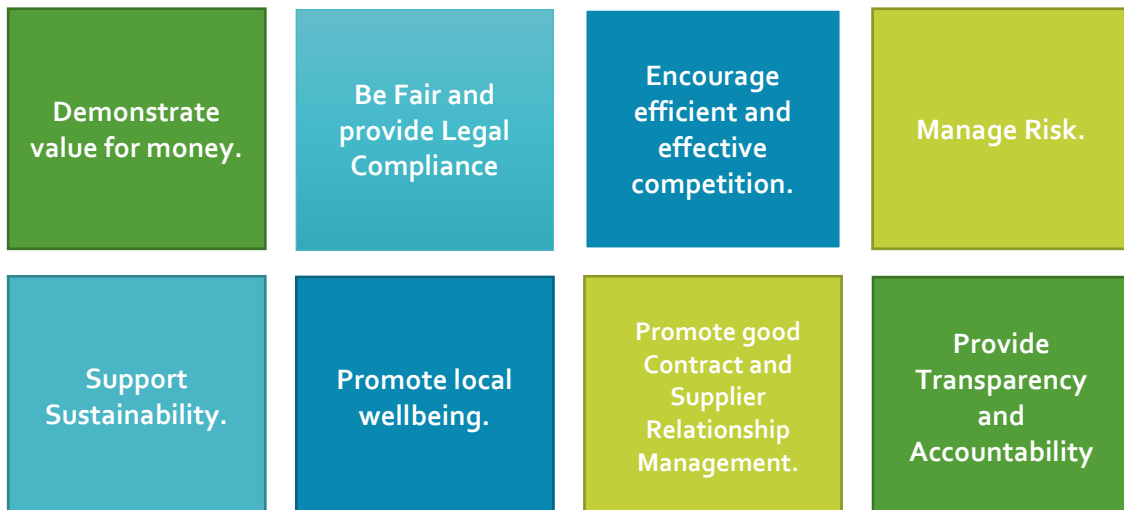 Demonstrate
value for money.
Be Fair and
provide Legal
Compliance
Encourage
efficient and
effective
competition.
Manage Risk.
Support
Sustainability.
Promote local
wellbeing.
Promote good
Contract and
Supplier
Relationship
Management.
Provide
Transparency
and
Accountability